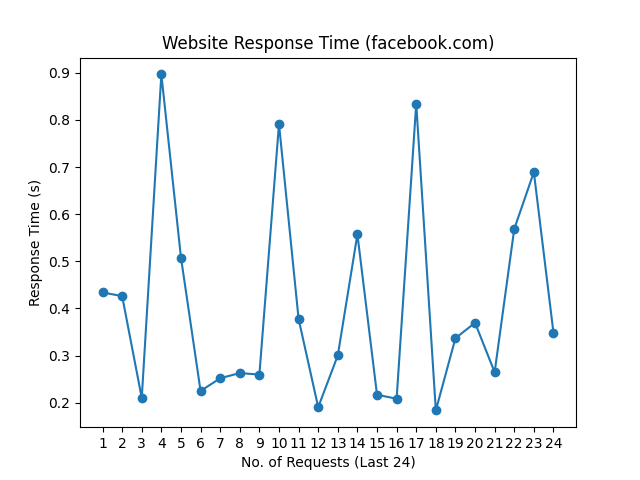 Website Response Time (facebook.com)
0.9
0.8
0.7
0.6
0.5
0.4
0.3
0.2
Response Time (s)
1 2 3 4 5 6 7 8 9 10 11 12 13 14 15 16 17 18 19 20 21 22 23 24
No. of Requests (Last 24)